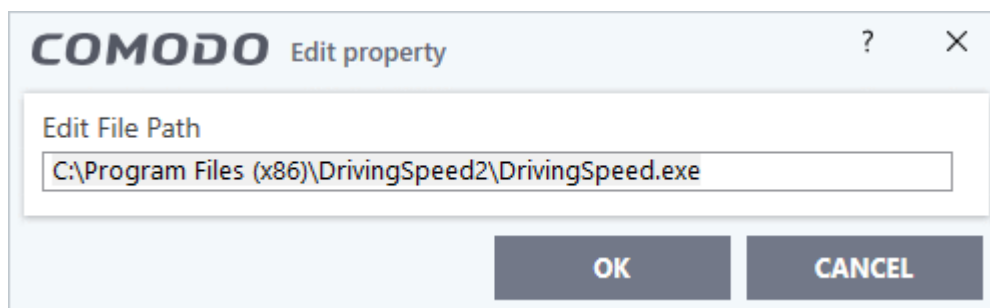 COMODO Edit property ? ×
Edit File Path
C:\Program Files (x86)\DrivingSpeed2\DrivingSpeed.exe
OK CANCEL